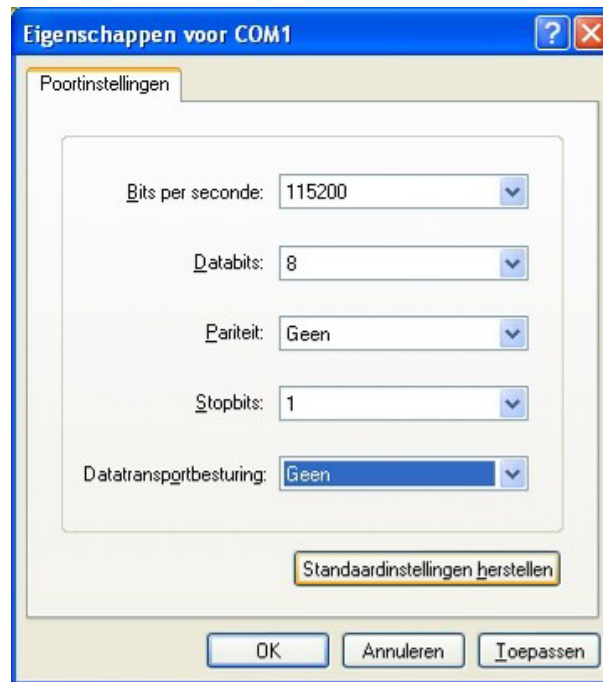 Eigenschappen voor COM1
Poortinstellingen
Bits per seconde: 115200
Databits: 8
Pariteit: Geen
Stopbits: 1
Datatransportbesturing: Geen
Standaardinstellingen herstellen
OK Annuleren Toepassen